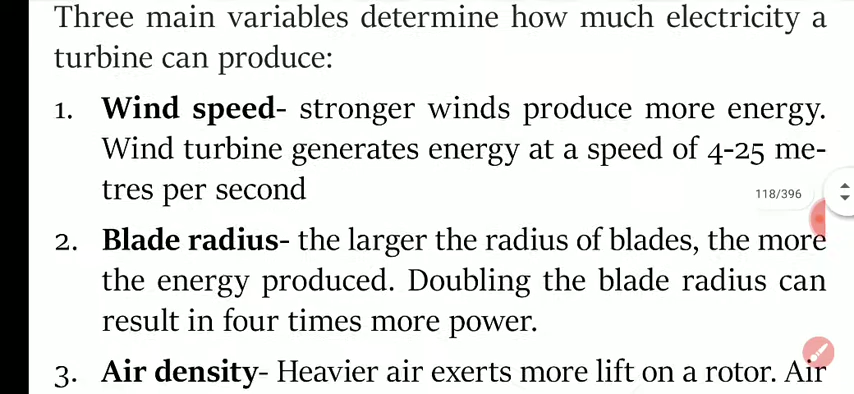 Three main variables determine how much electricity a
turbine can produce:
1. Wind speed- stronger winds produce more energy.
Wind turbine generates energy at a speed of 4-25 me-
tres per second
118/396
2. Blade radius- the larger the radius of blades, the more
the energy produced. Doubling the blade radius can
result in four times more power.
3. Air density- Heavier air exerts more lift on a rotor. Air